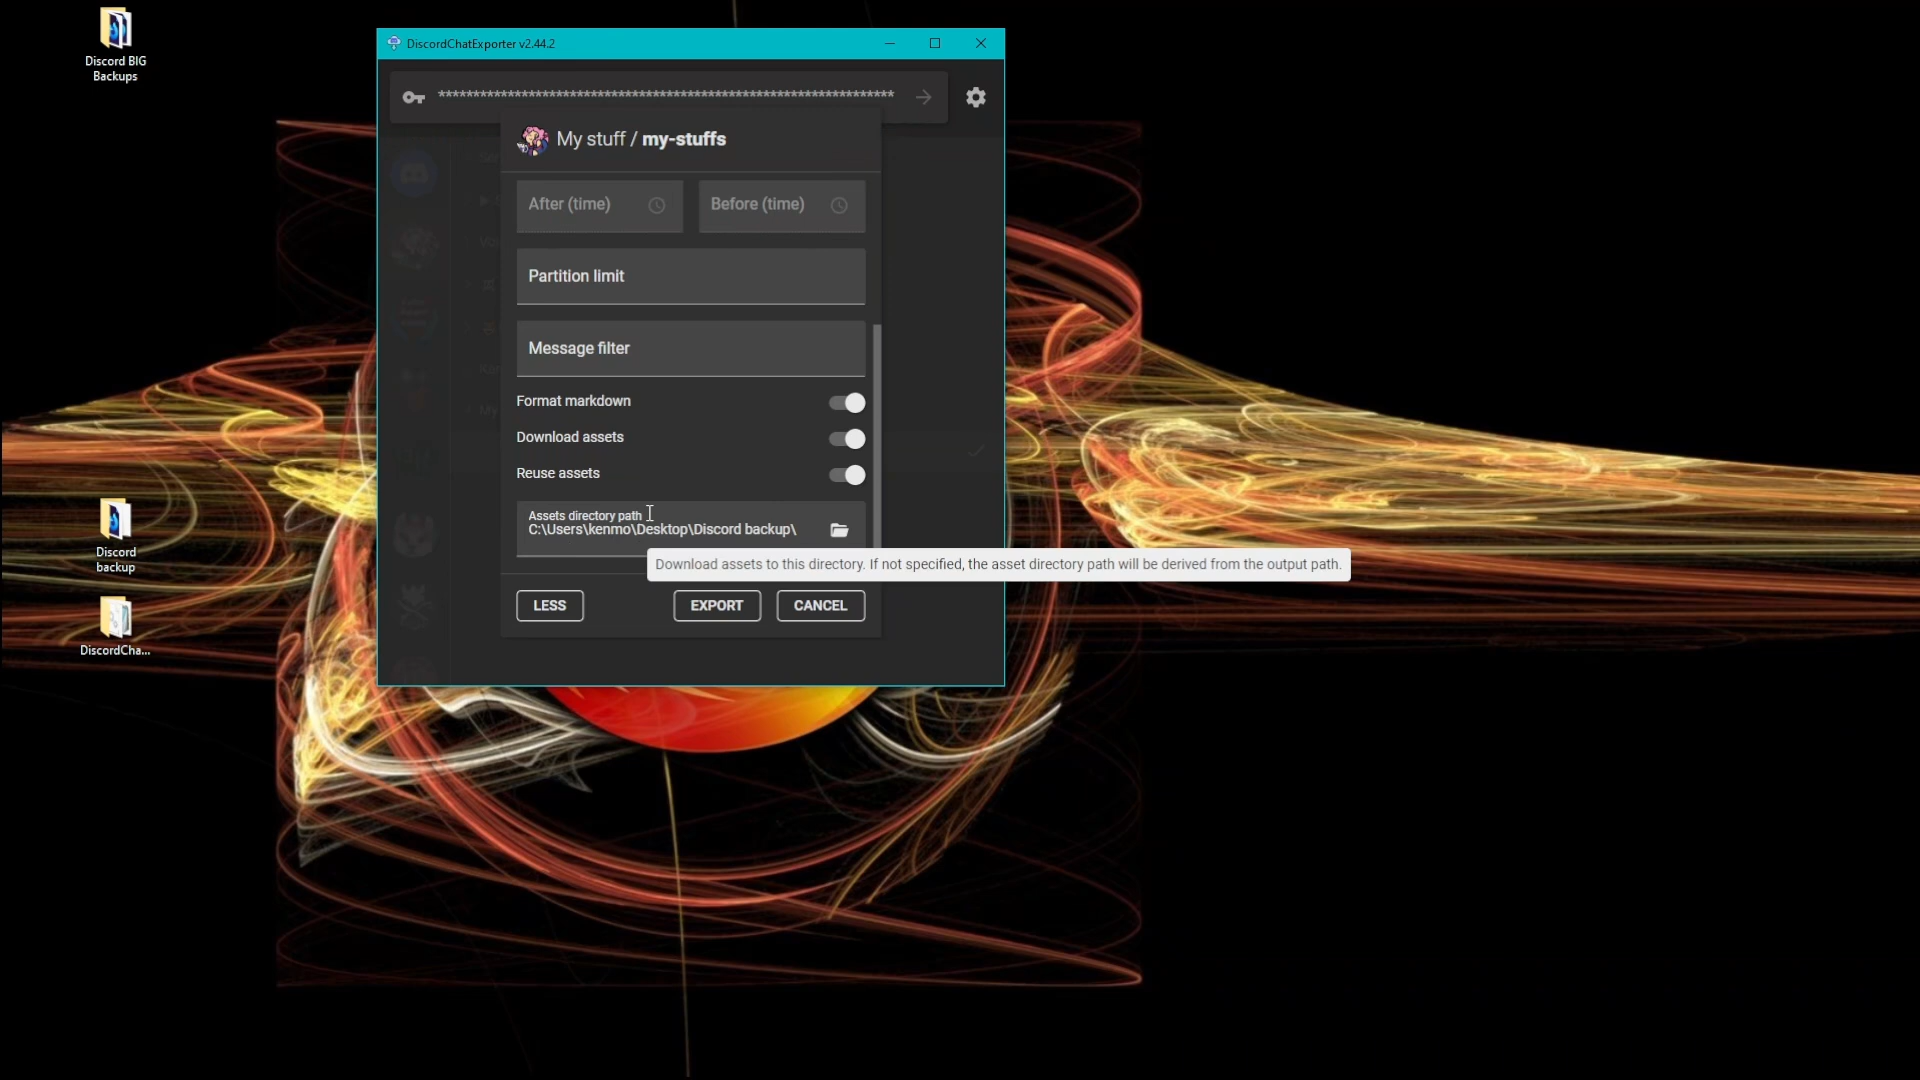 Discord BIG
Backups
DiscordChatExporter v2.44.2
******************************************************************
My stuff / my-stuffs
After (time)
Before (time)
Partition limit
Message filter
Format markdown
Download assets
Reuse assets
Assets directory path
C:\Users\kenmo\Desktop\Discord backup\
Download assets to this directory. If not specified, the asset directory path will be derived from the output path.
LESS
EXPORT
CANCEL
Discord
backup
DiscordCha...